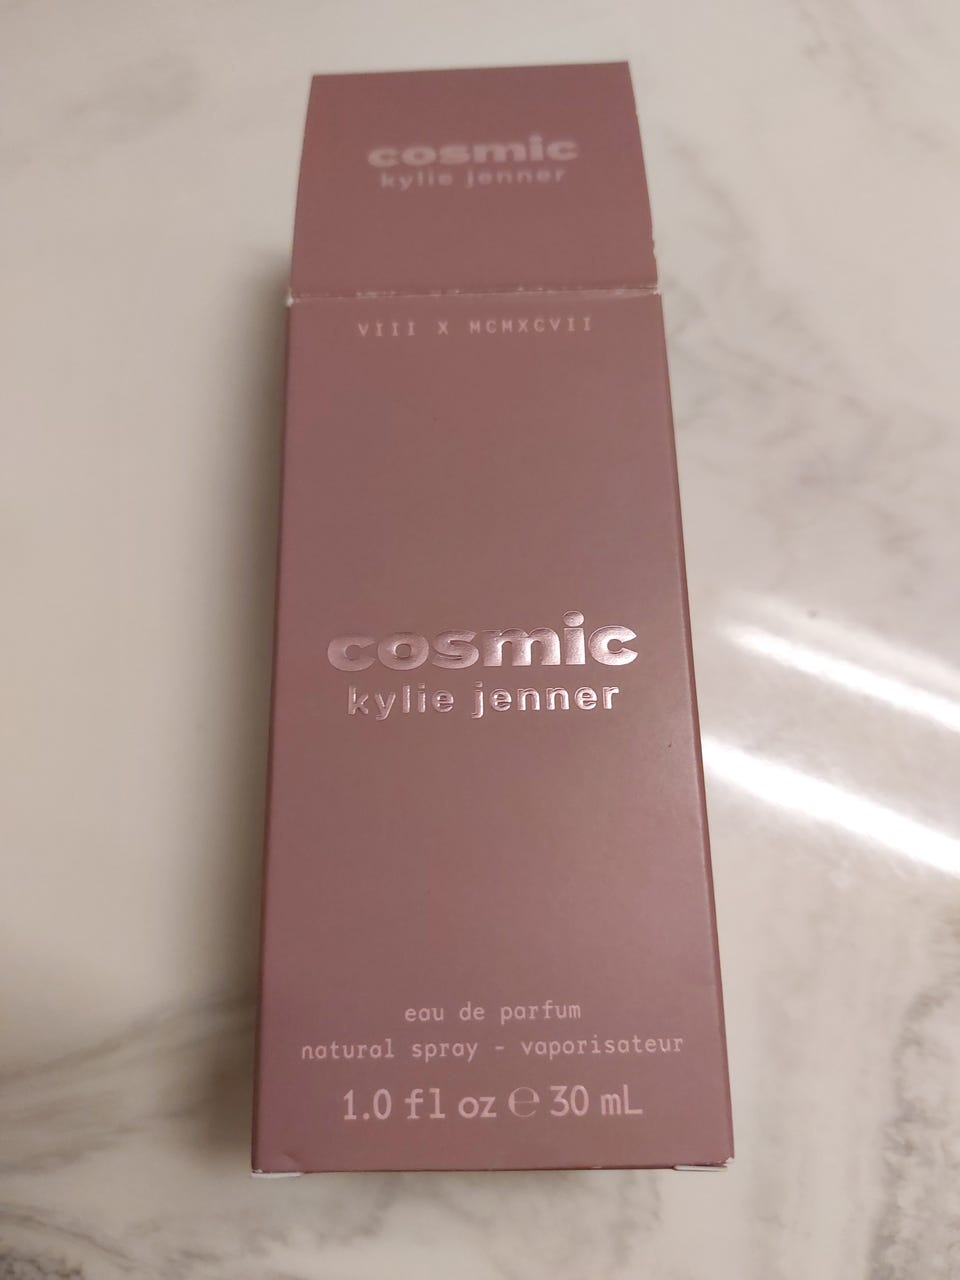 cosmic
kylie jenner
VIII X MCMXCVII
cosmic
kylie jenner
eau de parfum
natural spray - vaporisateur
1.0 fl oz ℮ 30 mL